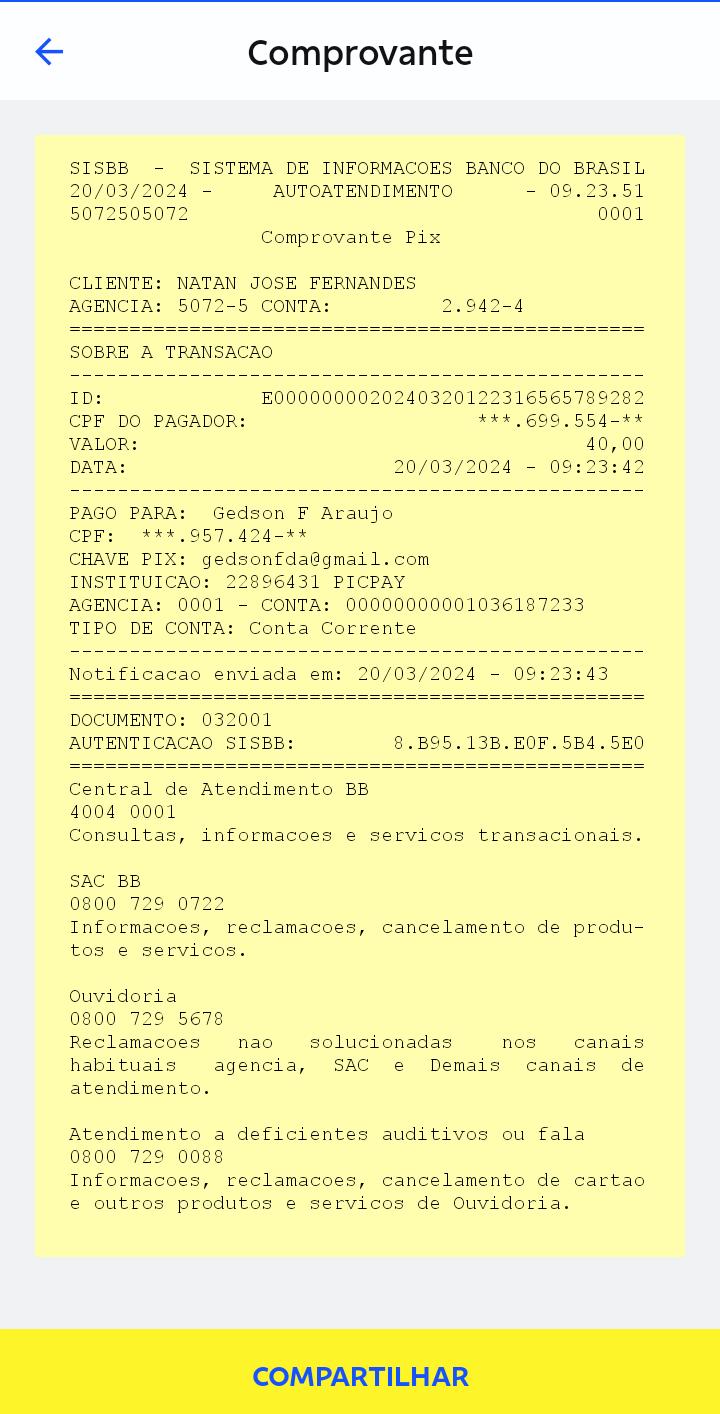 Comprovante
SISBB - SISTEMA DE INFORMACOES BANCO DO BRASIL
20/03/2024 - AUTOATENDIMENTO - 09.23.51
5072505072 0001
Comprovante Pix
CLIENTE: NATAN JOSE FERNANDES
AGENCIA: 5072-5 CONTA: 2.942-4
================================================
SOBRE A TRANSACAO
------------------------------------------------
ID: E0000000020240320122316565789282
CPF DO PAGADOR: ***.699.554-**
VALOR: 40,00
DATA: 20/03/2024 - 09:23:42
------------------------------------------------
PAGO PARA: Gedson F Araujo
CPF: ***.957.424-**
CHAVE PIX: gedsonfda@gmail.com
INSTITUICAO: 22896431 PICPAY
AGENCIA: 0001 - CONTA: 00000000001036187233
TIPO DE CONTA: Conta Corrente
------------------------------------------------
Notificacao enviada em: 20/03/2024 - 09:23:43
================================================
DOCUMENTO: 032001
AUTENTICACAO SISBB: 8.B95.13B.E0F.5B4.5E0
================================================
Central de Atendimento BB
4004 0001
Consultas, informacoes e servicos transacionais.
SAC BB
0800 729 0722
Informacoes, reclamacoes, cancelamento de produ-
tos e servicos.
Ouvidoria
0800 729 5678
Reclamacoes nao solucionadas nos canais
habituais agencia, SAC e Demais canais de
atendimento.
Atendimento a deficientes auditivos ou fala
0800 729 0088
Informacoes, reclamacoes, cancelamento de cartao
e outros produtos e servicos de Ouvidoria.
COMPARTILHAR